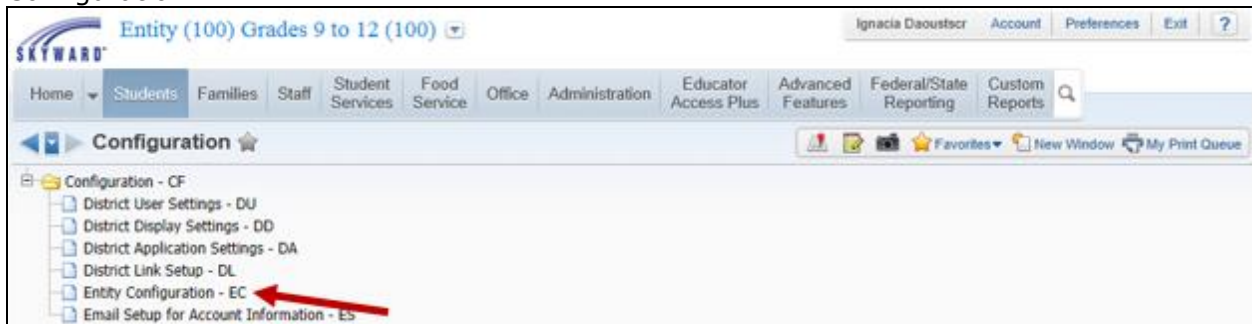 Entity (100) Grades 9 to 12 (100)
Ignacia Daoustscr Account Preferences Exit ?
SKYWARD
Home Students Families Staff Student Services Food Service Office Administration Educator Access Plus Advanced Features Federal/State Reporting Custom Reports
Configuration
Favorites New Window My Print Queue
Configuration - CF
District User Settings - DU
District Display Settings - DD
District Application Settings - DA
District Link Setup - DL
Entity Configuration - EC
Email Setup for Account Information - ES